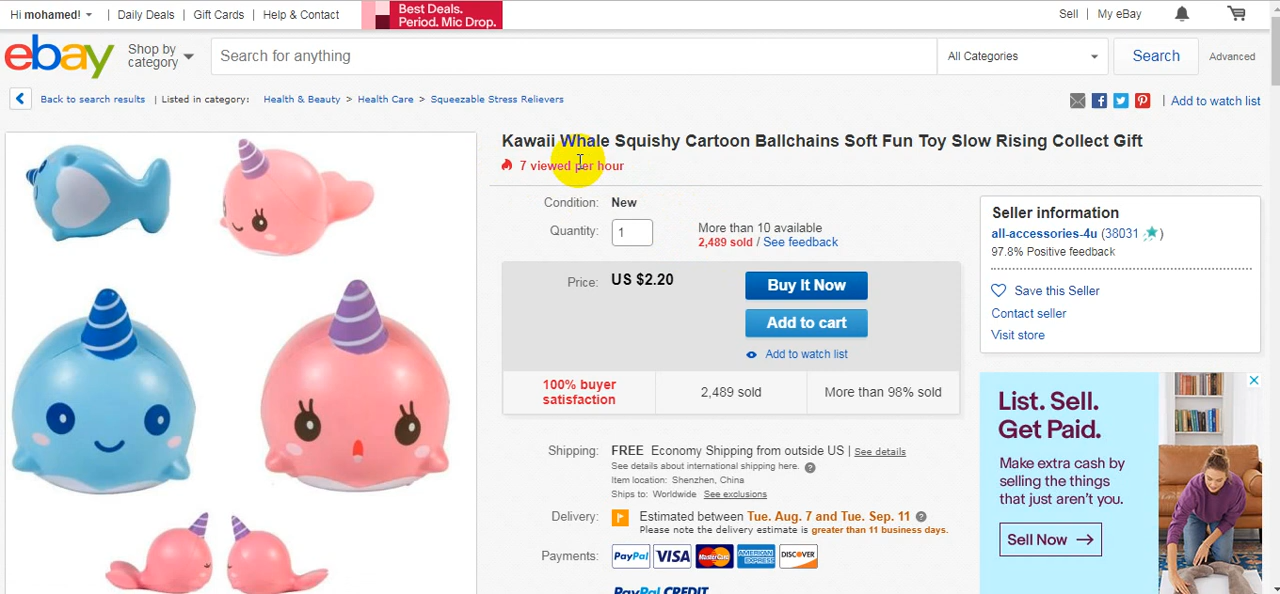 Hi mohamed! | Daily Deals | Gift Cards | Help & Contact
Best Deals.
Period. Mic Drop.
Sell | My eBay
ebay
Shop by
category
Search for anything
All Categories
Search
Advanced
Back to search results | Listed in category: Health & Beauty > Health Care > Squeezable Stress Relievers
| Add to watch list
Kawaii Whale Squishy Cartoon Ballchains Soft Fun Toy Slow Rising Collect Gift
7 viewed per hour
Condition: New
Quantity: 1
More than 10 available
2,489 sold / See feedback
Price: US $2.20
Buy It Now
Add to cart
Add to watch list
100% buyer
satisfaction
2,489 sold
More than 98% sold
Shipping: FREE Economy Shipping from outside US | See details
See details about international shipping here. ?
Item location: Shenzhen, China
Ships to: Worldwide See exclusions
Delivery: Estimated between Tue. Aug. 7 and Tue. Sep. 11 ?
Please note the delivery estimate is greater than 11 business days.
Payments: PayPal VISA MasterCard AMERICAN EXPRESS DISCOVER
PayPal CREDIT
Seller information
all-accessories-4u (38031 )
97.8% Positive feedback
Save this Seller
Contact seller
Visit store
List. Sell.
Get Paid.
Make extra cash by
selling the things
that just aren't you.
Sell Now →